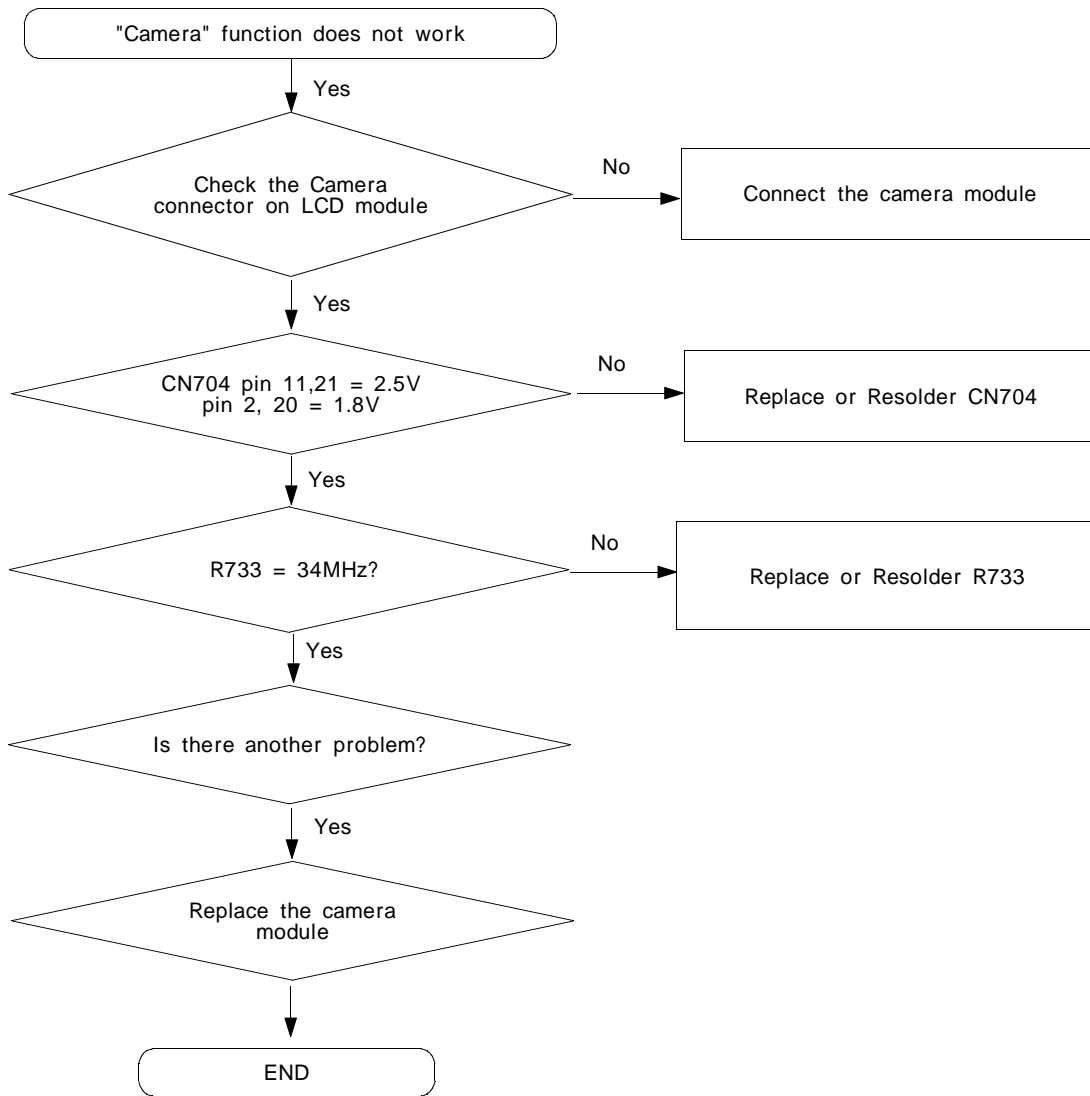 "Camera" function does not work
Yes
Check the Camera
connector on LCD module
No
Connect the camera module
Yes
CN704 pin 11,21 = 2.5V
pin 2, 20 = 1.8V
No
Replace or Resolder CN704
Yes
R733 = 34MHz?
No
Replace or Resolder R733
Yes
Is there another problem?
Yes
Replace the camera
module
END